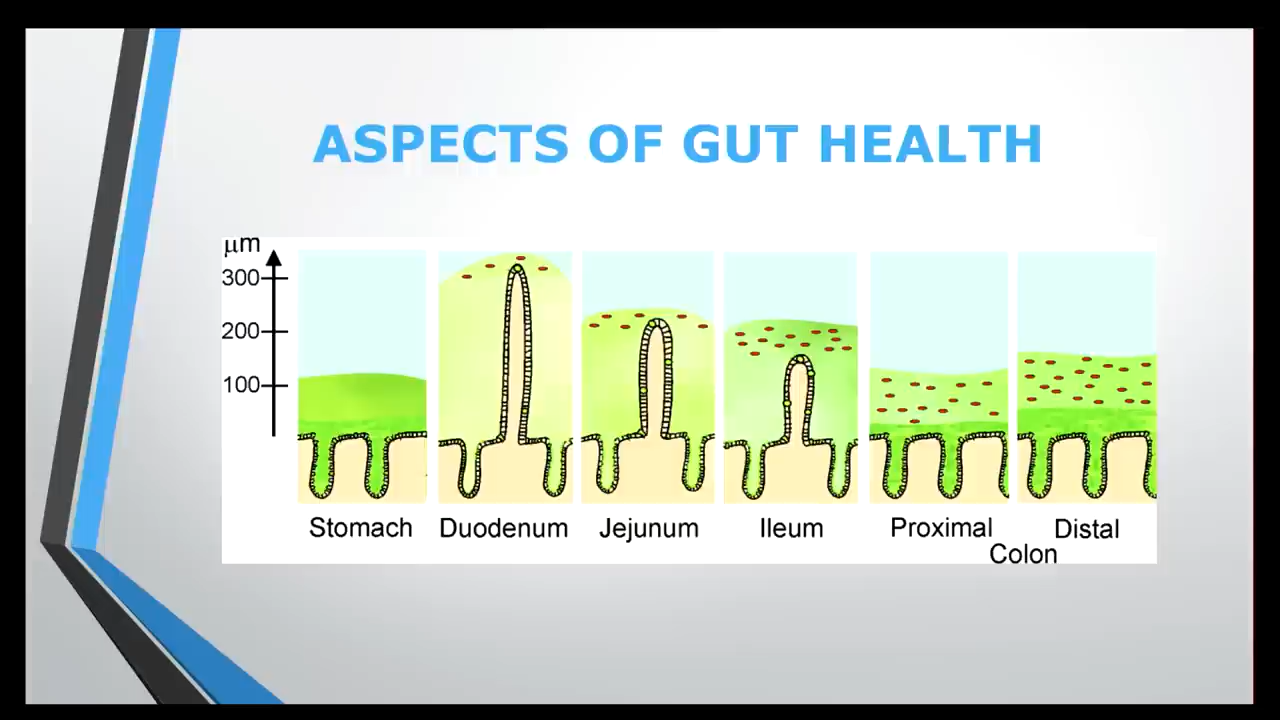 ASPECTS OF GUT HEALTH
μm
300
200
100
Stomach Duodenum Jejunum Ileum Proximal Distal
Colon